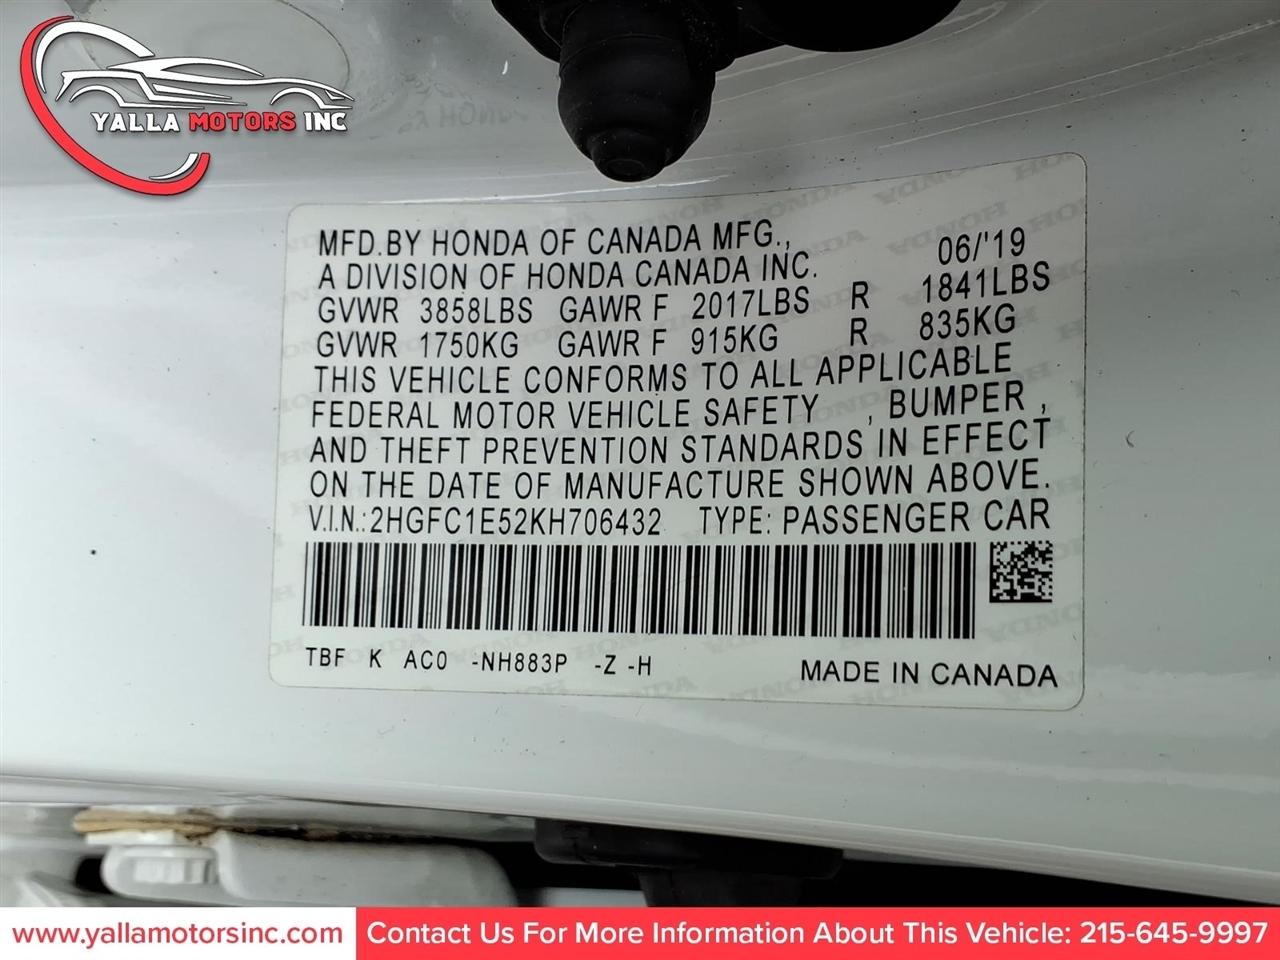 YALLA MOTORS INC
MFD. BY HONDA OF CANADA MFG., 06/'19
A DIVISION OF HONDA CANADA INC.
GVWR 3858LBS GAWR F 2017LBS R 1841LBS
GVWR 1750KG GAWR F 915KG R 835KG
THIS VEHICLE CONFORMS TO ALL APPLICABLE
FEDERAL MOTOR VEHICLE SAFETY , BUMPER ,
AND THEFT PREVENTION STANDARDS IN EFFECT
ON THE DATE OF MANUFACTURE SHOWN ABOVE.
V.I.N.:2HGFC1E52KH706432 TYPE: PASSENGER CAR
TBF K AC0 -NH883P -Z -H MADE IN CANADA
www.yallamotorsinc.com Contact Us For More Information About This Vehicle: 215-645-9997